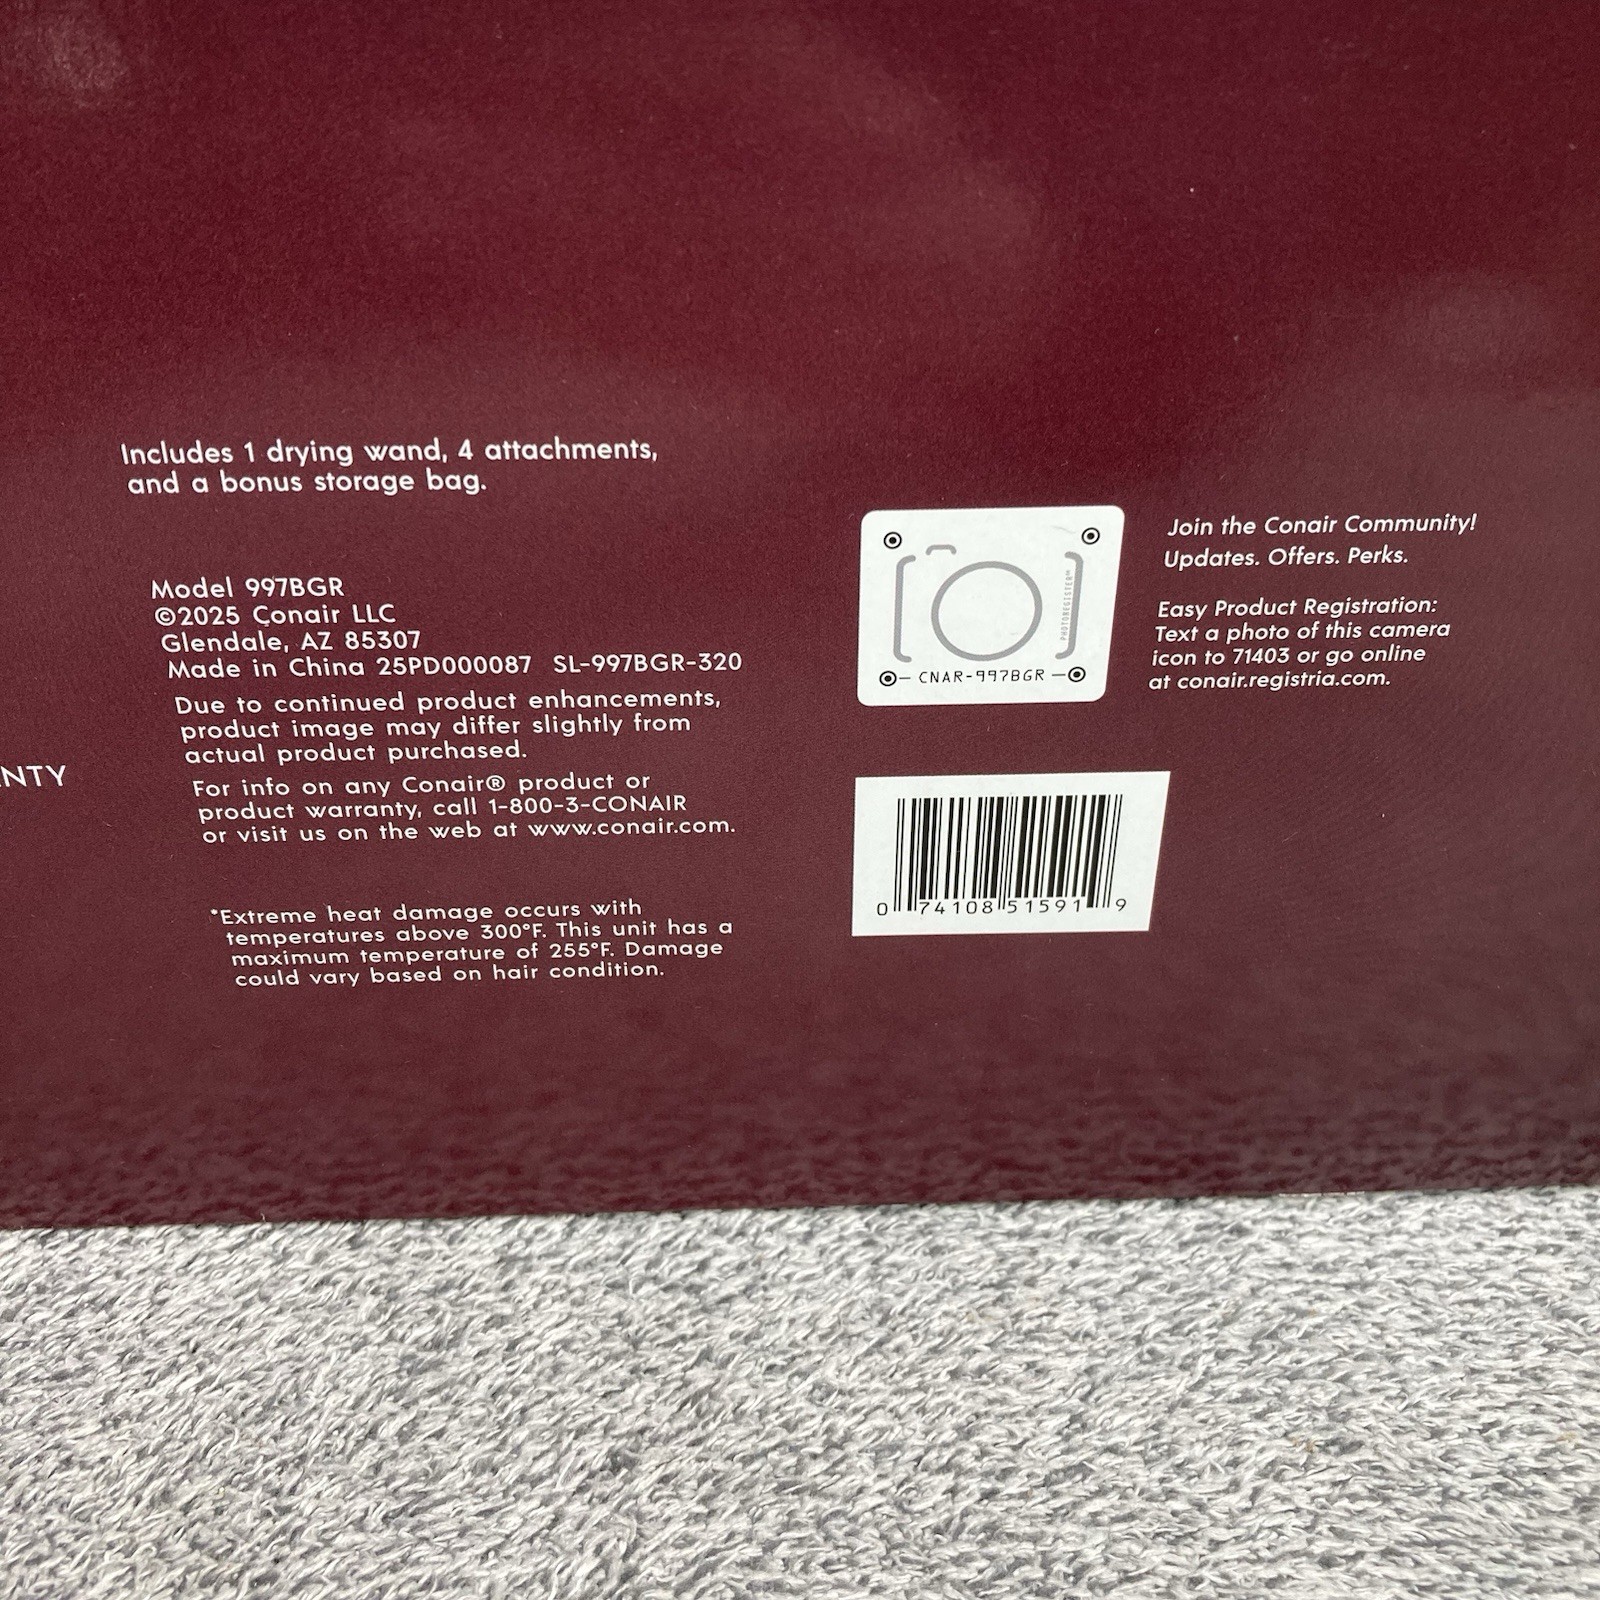 Includes 1 drying wand, 4 attachments,
and a bonus storage bag.
Model 997BGR
©2025 Conair LLC
Glendale, AZ 85307
Made in China 25PD000087 SL-997BGR-320
Due to continued product enhancements,
product image may differ slightly from
actual product purchased.
For info on any Conair® product or
product warranty, call 1-800-3-CONAIR
or visit us on the web at www.conair.com.
*Extreme heat damage occurs with
temperatures above 300°F. This unit has a
maximum temperature of 255°F. Damage
could vary based on hair condition.
NTY
PHOTOREGISTER
CNAR-997BGR
Join the Conair Community!
Updates. Offers. Perks.
Easy Product Registration:
Text a photo of this camera
icon to 71403 or go online
at conair.registria.com.
0 74108 51591 9